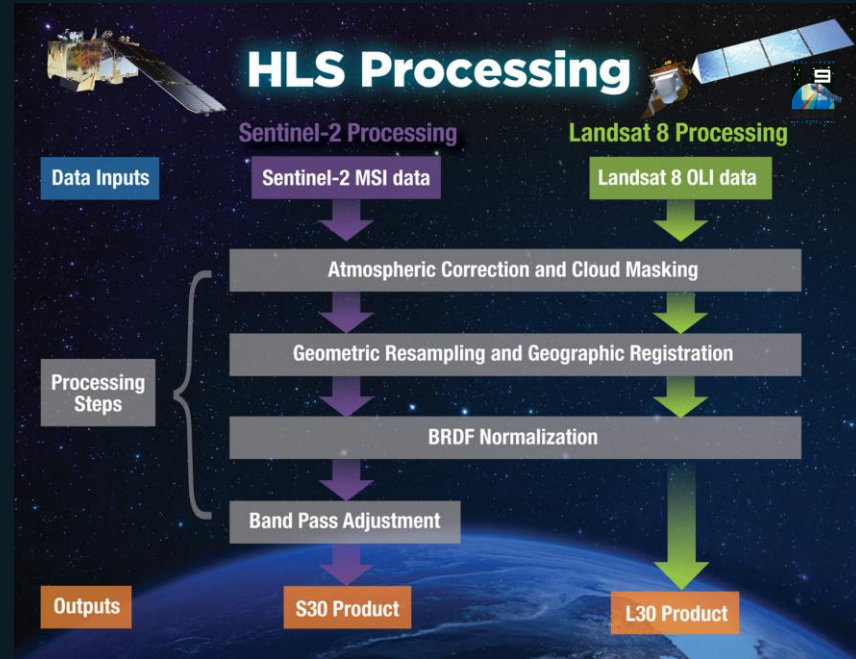 HLS Processing
9
Sentinel-2 Processing
Landsat 8 Processing
Data Inputs
Sentinel-2 MSI data
Landsat 8 OLI data
Atmospheric Correction and Cloud Masking
Geometric Resampling and Geographic Registration
Processing
Steps
BRDF Normalization
Band Pass Adjustment
Outputs
S30 Product
L30 Product